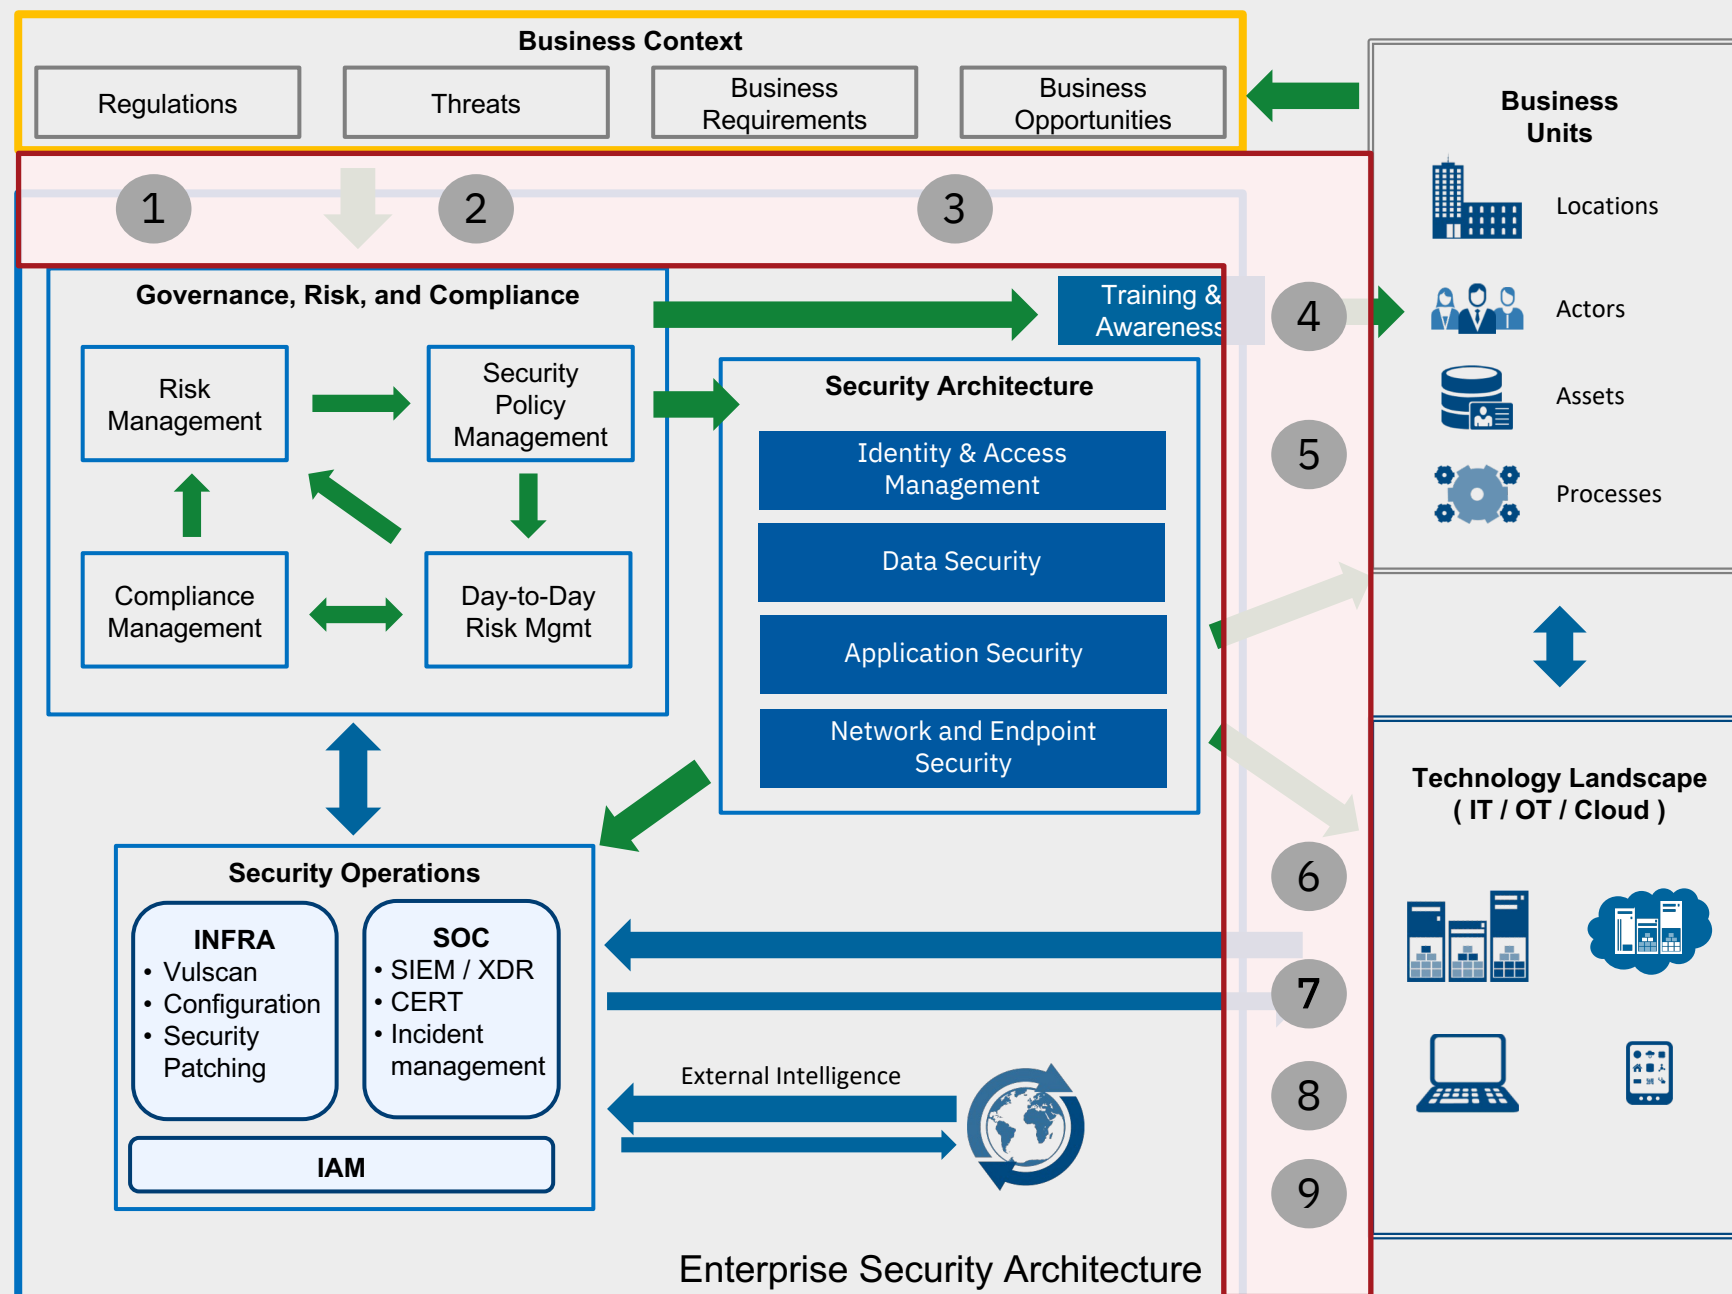 Business Context
Regulations
Threats
Business
Requirements
Business
Opportunities
Business
Units
Locations
Actors
Assets
Processes
1
2
3
4
5
6
7
8
9
Governance, Risk, and Compliance
Risk
Management
Security
Policy
Management
Compliance
Management
Day-to-Day
Risk Mgmt
Training &
Awareness
Security Architecture
Identity & Access
Management
Data Security
Application Security
Network and Endpoint
Security
Technology Landscape
( IT / OT / Cloud )
Security Operations
INFRA
• Vulscan
• Configuration
• Security
Patching
SOC
• SIEM / XDR
• CERT
• Incident
management
IAM
External Intelligence
Enterprise Security Architecture